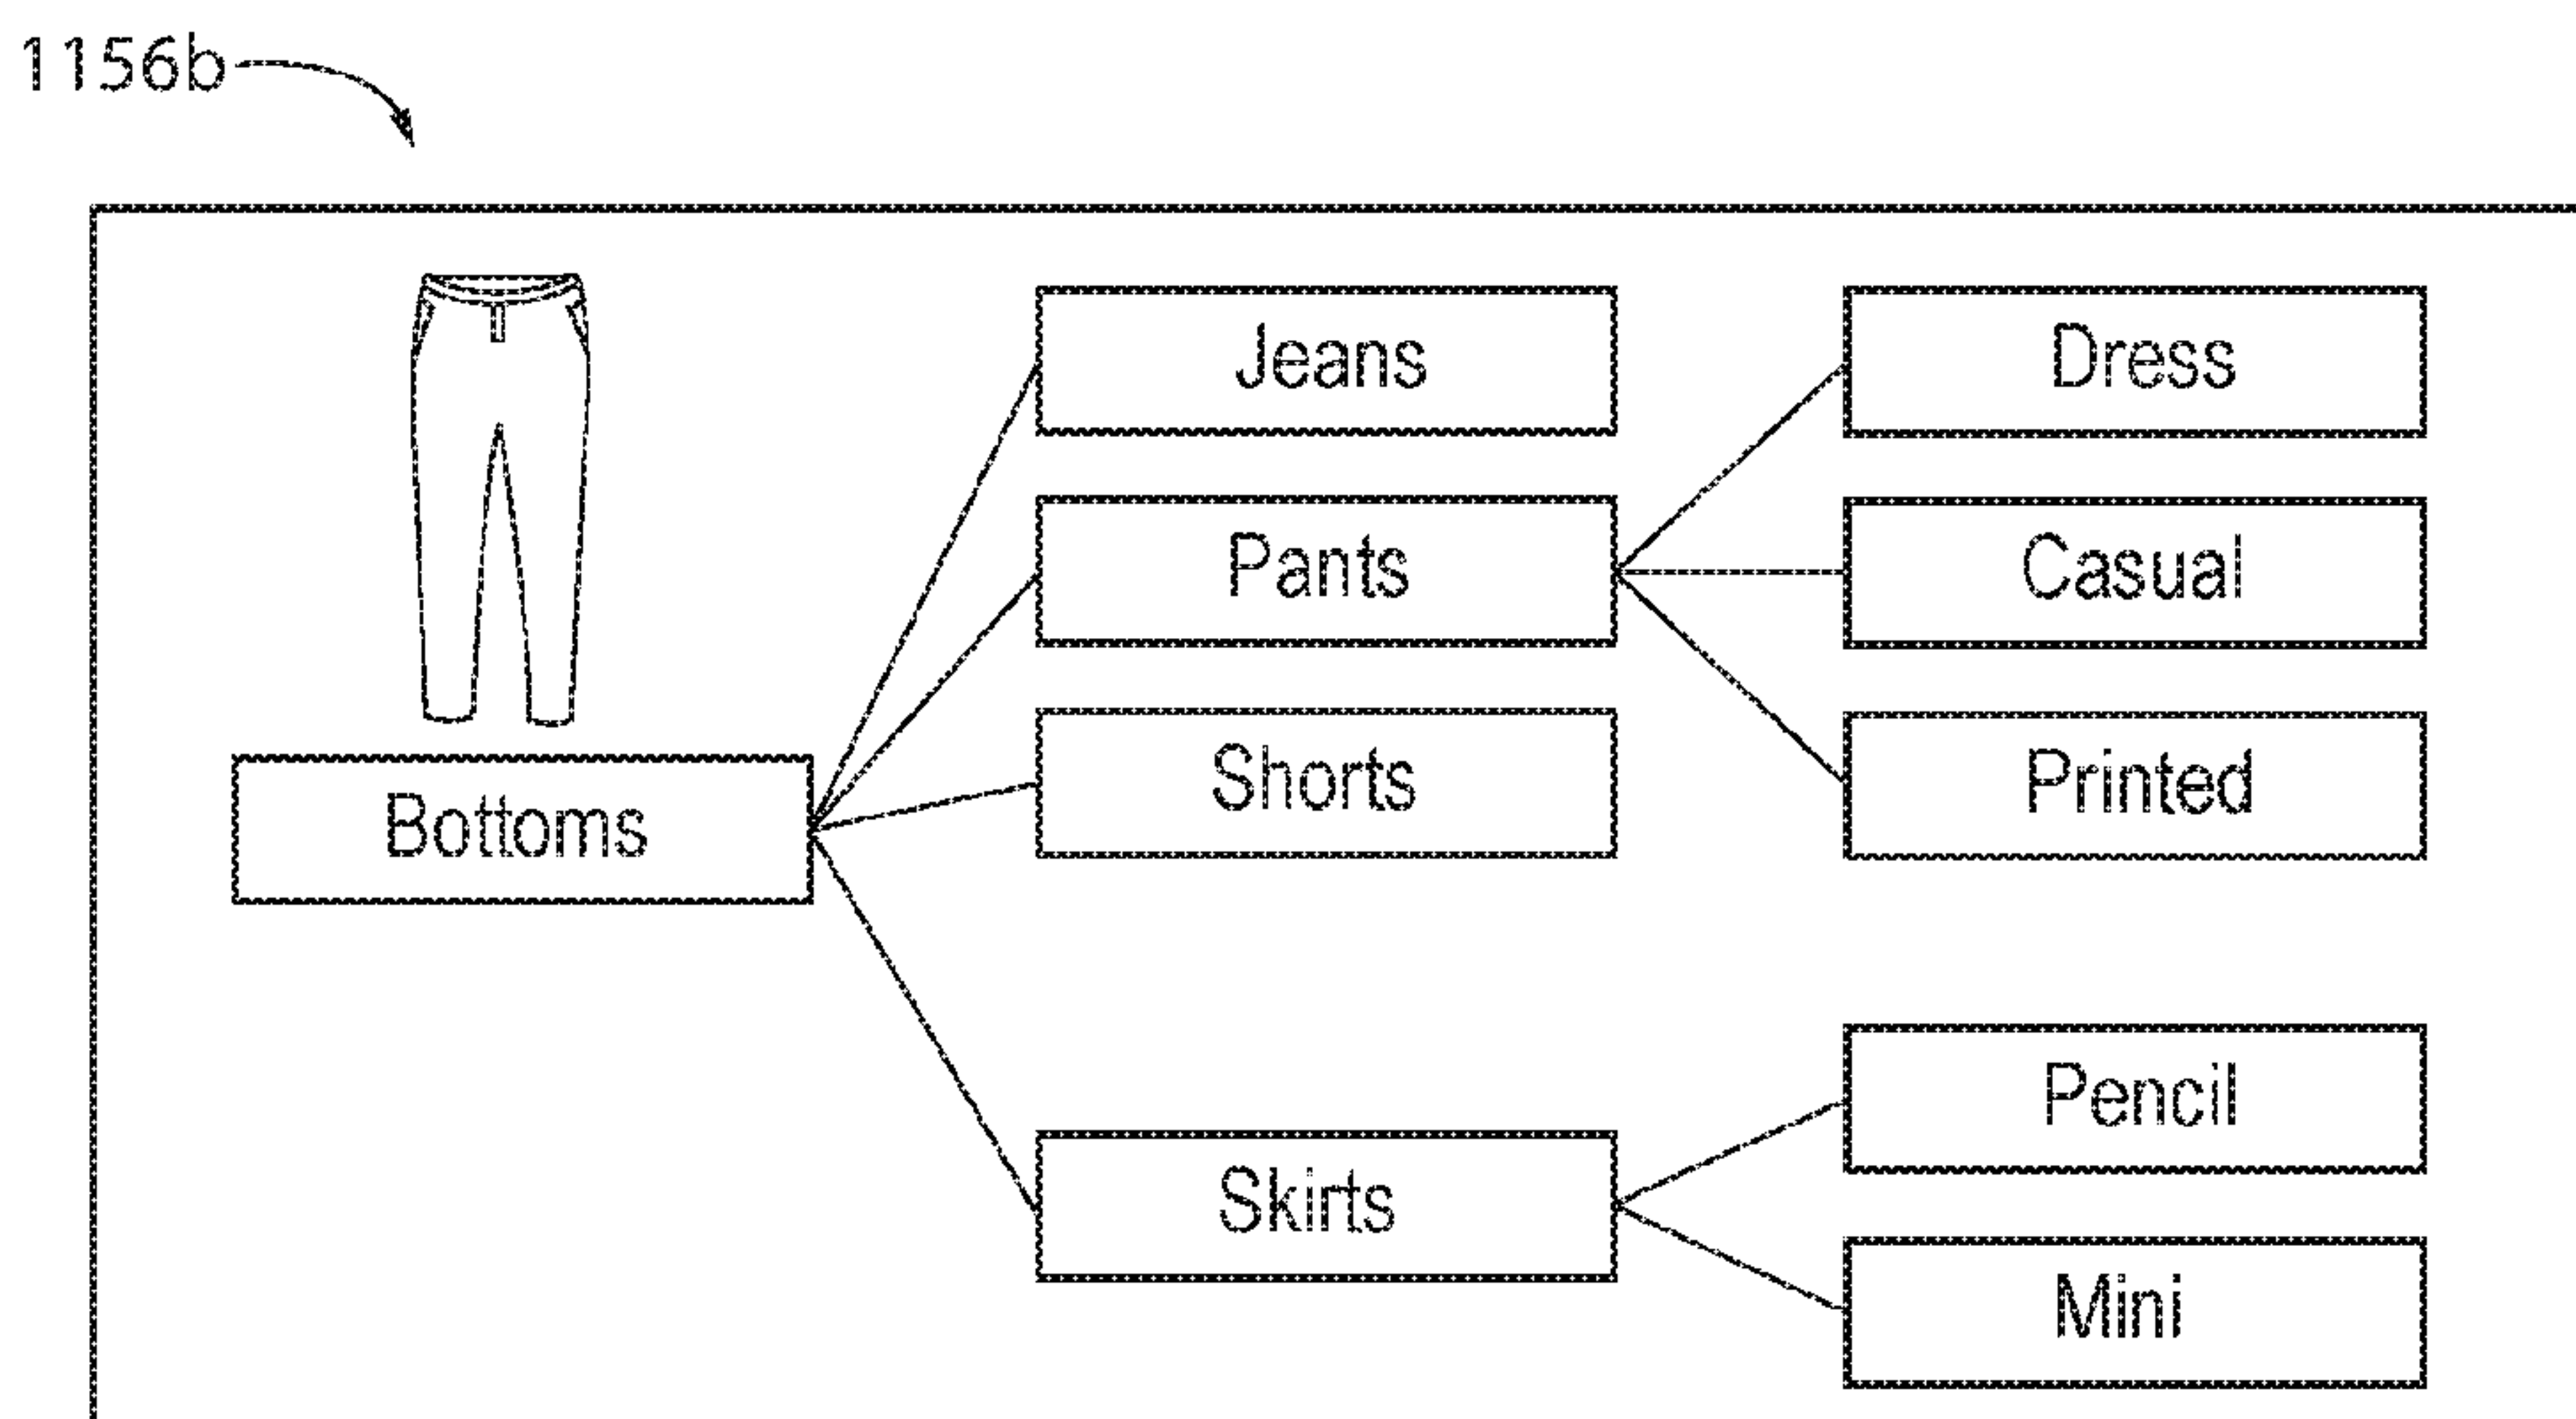 1156b
Jeans
Dress
Pants
Casual
Shorts
Printed
Bottoms
Pencil
Skirts
Mini